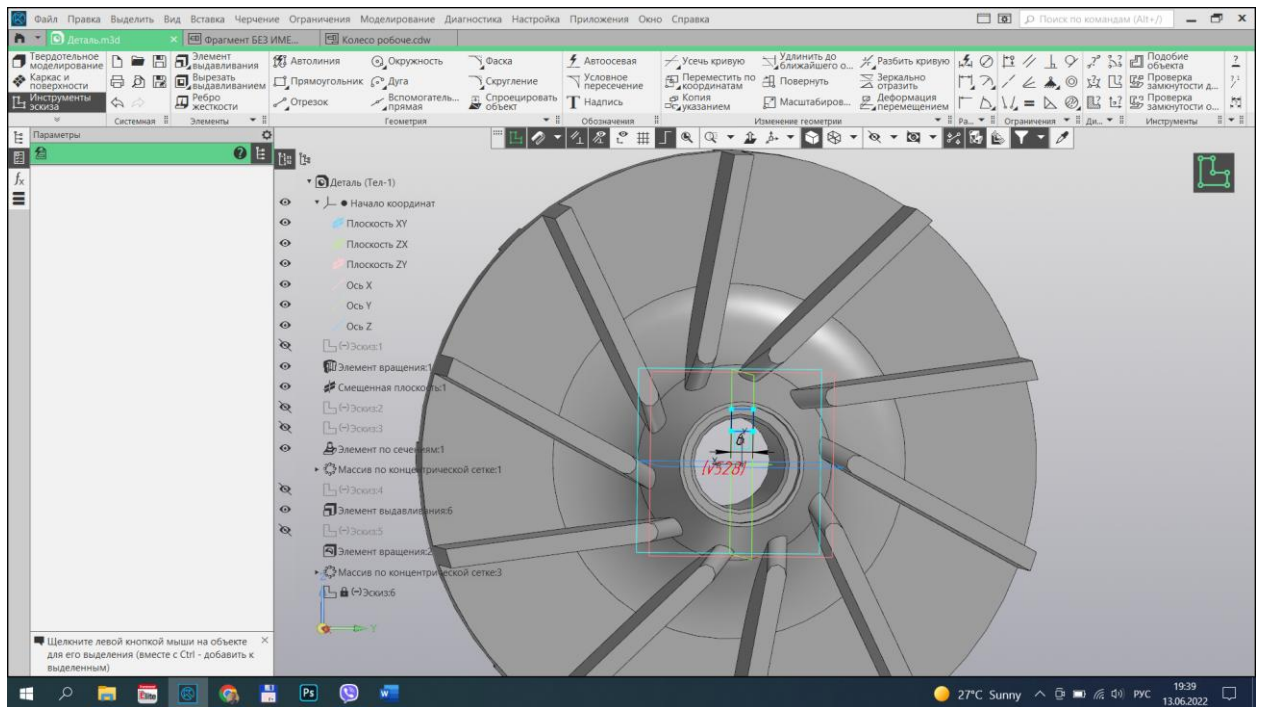 Файл Правка Выделить Вид Вставка Черчение Ограничения Моделирование Диагностика Настройка Приложения Окно Справка
Поиск по командам (Alt+/)
Деталь.m3d
Фрагмент БЕЗ ИМЕ...
Колесо робоче.cdw
Твердотельное моделирование
Каркас и поверхности
Инструменты эскиза
Системная
Элемент выдавливания
Вырезать выдавливанием
Ребро жесткости
Элементы
Автолиния
Окружность
Фаска
Прямоугольник
Дуга
Скругление
Отрезок
Вспомогатель... прямая
Спроецировать объект
Геометрия
Автоосевая
Условное пересечение
Надпись
Обозначения
Усечь кривую
Удлинить до ближайшего о...
Разбить кривую
Переместить по координатам
Повернуть
Зеркально отразить
Копия указанием
Масштабиров...
Деформация перемещением
Изменение геометрии
Ра...
Ограничения
Ди...
Подобие объекта
Проверка замкнутости д...
Проверка замкнутости о...
Инструменты
Параметры
Деталь (Тел-1)
Начало координат
Плоскость XY
Плоскость ZX
Плоскость ZY
Ось X
Ось Y
Ось Z
(-)Эскиз:1
Элемент вращения:1
Смещенная плоскость:1
(-)Эскиз:2
(-)Эскиз:3
Элемент по сечениям:1
Массив по концентрической сетке:1
(-)Эскиз:4
Элемент выдавливания:6
(-)Эскиз:5
Элемент вращения:2
Массив по концентрической сетке:3
(-)Эскиз:6
6
(v528)
Y
Щелкните левой кнопкой мыши на объекте
для его выделения (вместе с Ctrl - добавить к
выделенным)
27°C Sunny
РУС
19:39
13.06.2022